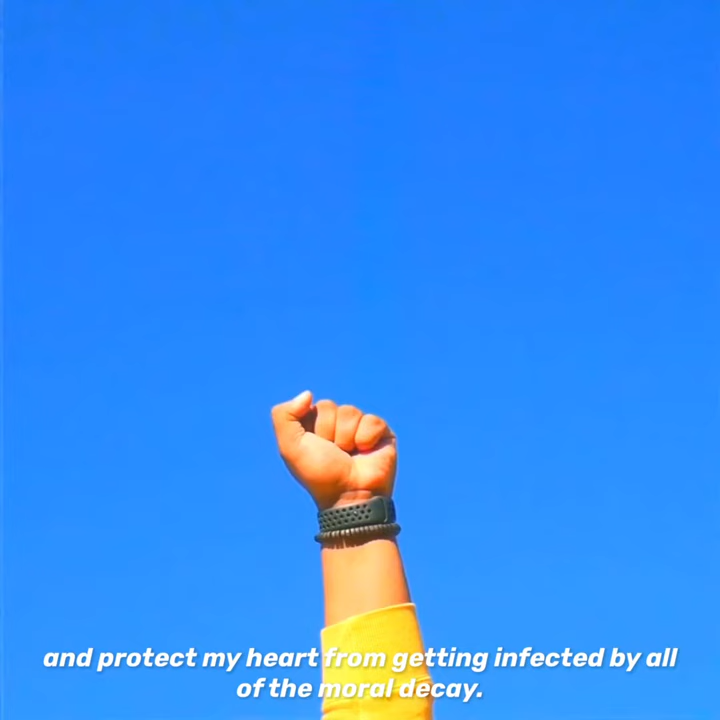 and protect my heart from getting infected by all
of the moral decay.